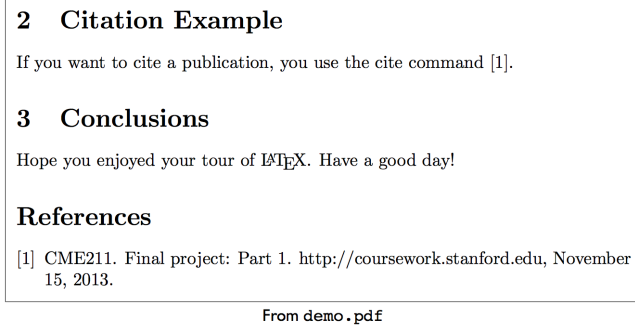 2 Citation Example
If you want to cite a publication, you use the cite command [1].
3 Conclusions
Hope you enjoyed your tour of LATEX. Have a good day!
References
[1] CME211. Final project: Part 1. http://coursework.stanford.edu, November
15, 2013.
From demo.pdf